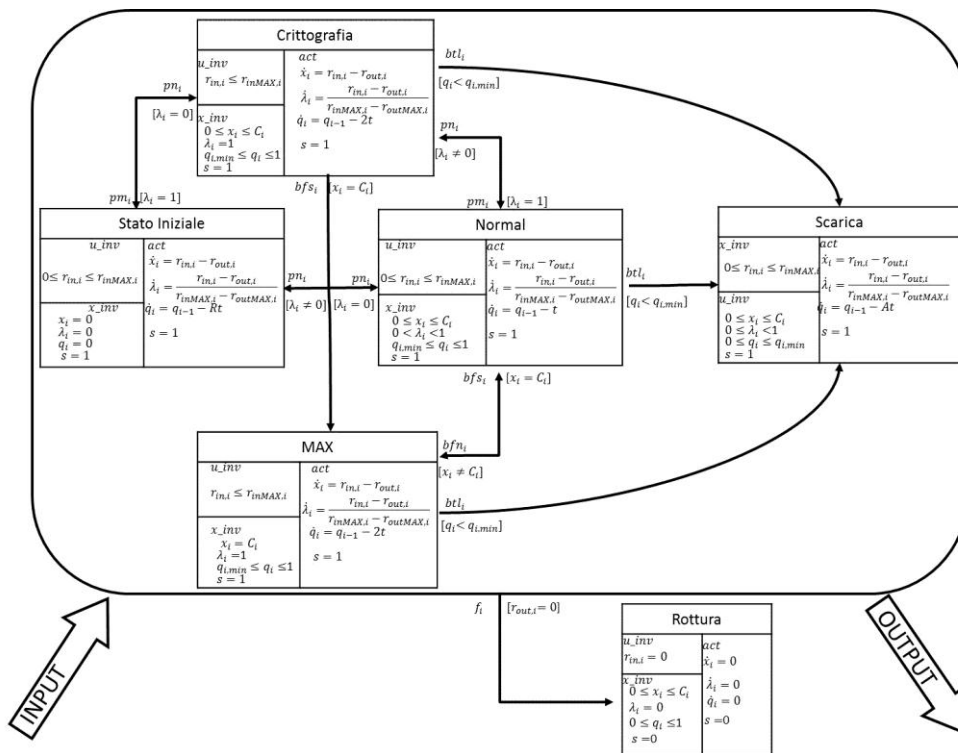 Crittografia
u_inv
r_{in,i} ≤ r_{inMAX,i}
x_inv
0 ≤ x_i ≤ C_i
λ_i =1
q_{i,min} ≤ q_i ≤1
s = 1
act
ẋ_i = r_{in,i} − r_{out,i}
λ̇_i = (r_{in,i} − r_{out,i})/(r_{inMAX,i} − r_{outMAX,i})
q̇_i = q_{i−1} − 2t
s = 1
btl_i
[q_i < q_{i,min}]
pn_i
[λ_i = 0]
pn_i
[λ_i ≠ 0]
bfs_i [x_i = C_i]
pm_i [λ_i = 1]
pm_i [λ_i = 1]
Stato Iniziale
u_inv
0≤ r_{in,i} ≤ r_{inMAX,i}
x_inv
x_i = 0
λ_i = 0
q_i = 0
s = 1
act
ẋ_i = r_{in,i} − r_{out,i}
λ̇_i = (r_{in,i} − r_{out,i})/(r_{inMAX,i} − r_{outMAX,i})
q̇_i = q_{i−1} − Rt
s = 1
pn_i pn_i
[λ_i ≠ 0] [λ_i = 0]
Normal
u_inv
0≤ r_{in,i} ≤ r_{inMAX,i}
x_inv
0 ≤ x_i ≤ C_i
0 < λ_i < 1
q_{i,min} ≤ q_i ≤1
s = 1
act
ẋ_i = r_{in,i} − r_{out,i}
λ̇_i = (r_{in,i} − r_{out,i})/(r_{inMAX,i} − r_{outMAX,i})
q̇_i = q_{i−1} − t
s = 1
btl_i
[q_i < q_{i,min}]
Scarica
x_inv
0≤ r_{in,i} ≤ r_{inMAX,i}
u_inv
0 ≤ x_i ≤ C_i
0 ≤ λ_i <1
0 ≤ q_i ≤ q_{i,min}
s = 1
act
ẋ_i = r_{in,i} − r_{out,i}
λ̇_i = (r_{in,i} − r_{out,i})/(r_{inMAX,i} − r_{outMAX,i})
q̇_i = q_{i−1} − At
s = 1
bfs_i [x_i = C_i]
bfn_i
[x_i ≠ C_i]
MAX
u_inv
r_{in,i} ≤ r_{inMAX,i}
x_inv
x_i = C_i
λ_i =1
q_{i,min} ≤ q_i ≤1
s = 1
act
ẋ_i = r_{in,i} − r_{out,i}
λ̇_i = (r_{in,i} − r_{out,i})/(r_{inMAX,i} − r_{outMAX,i})
q̇_i = q_{i−1} − 2t
s = 1
btl_i
[q_i < q_{i,min}]
f_i [r_{out,i} = 0]
Rottura
u_inv
r_{in,i} = 0
x_inv
0 ≤ x_i ≤ C_i
λ_i = 0
0 ≤ q_i ≤1
s =0
act
ẋ_i = 0
λ̇_i = 0
q̇_i = 0
s =0
INPUT
OUTPUT